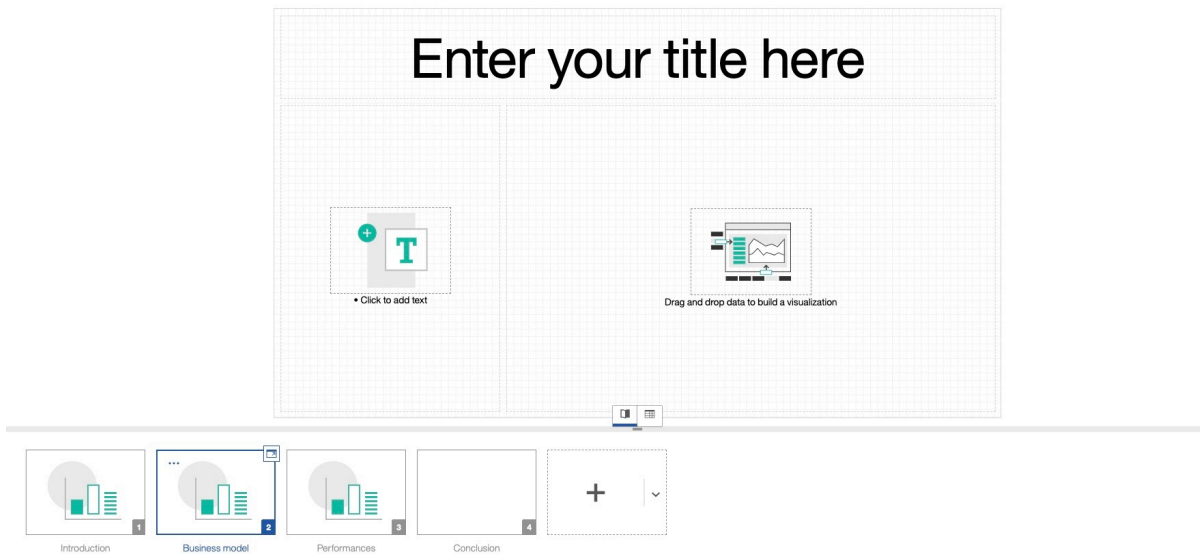 Enter your title here
T
• Click to add text
Drag and drop data to build a visualization
1
2
3
4
Introduction
Business model
Performances
Conclusion